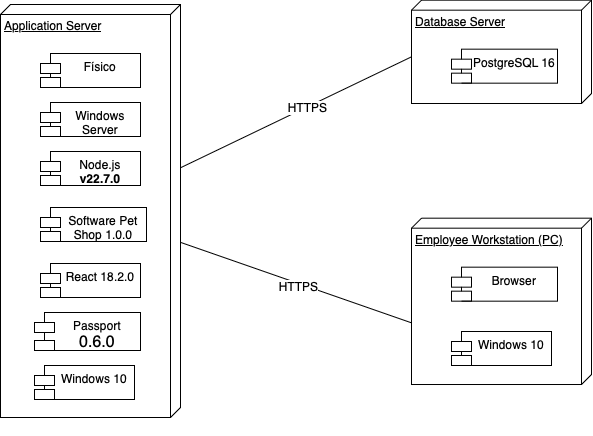 Application Server
Físico
Windows
Server
Node.js
v22.7.0
Software Pet
Shop 1.0.0
React 18.2.0
Passport
0.6.0
Windows 10
HTTPS
HTTPS
Database Server
PostgreSQL 16
Employee Workstation (PC)
Browser
Windows 10